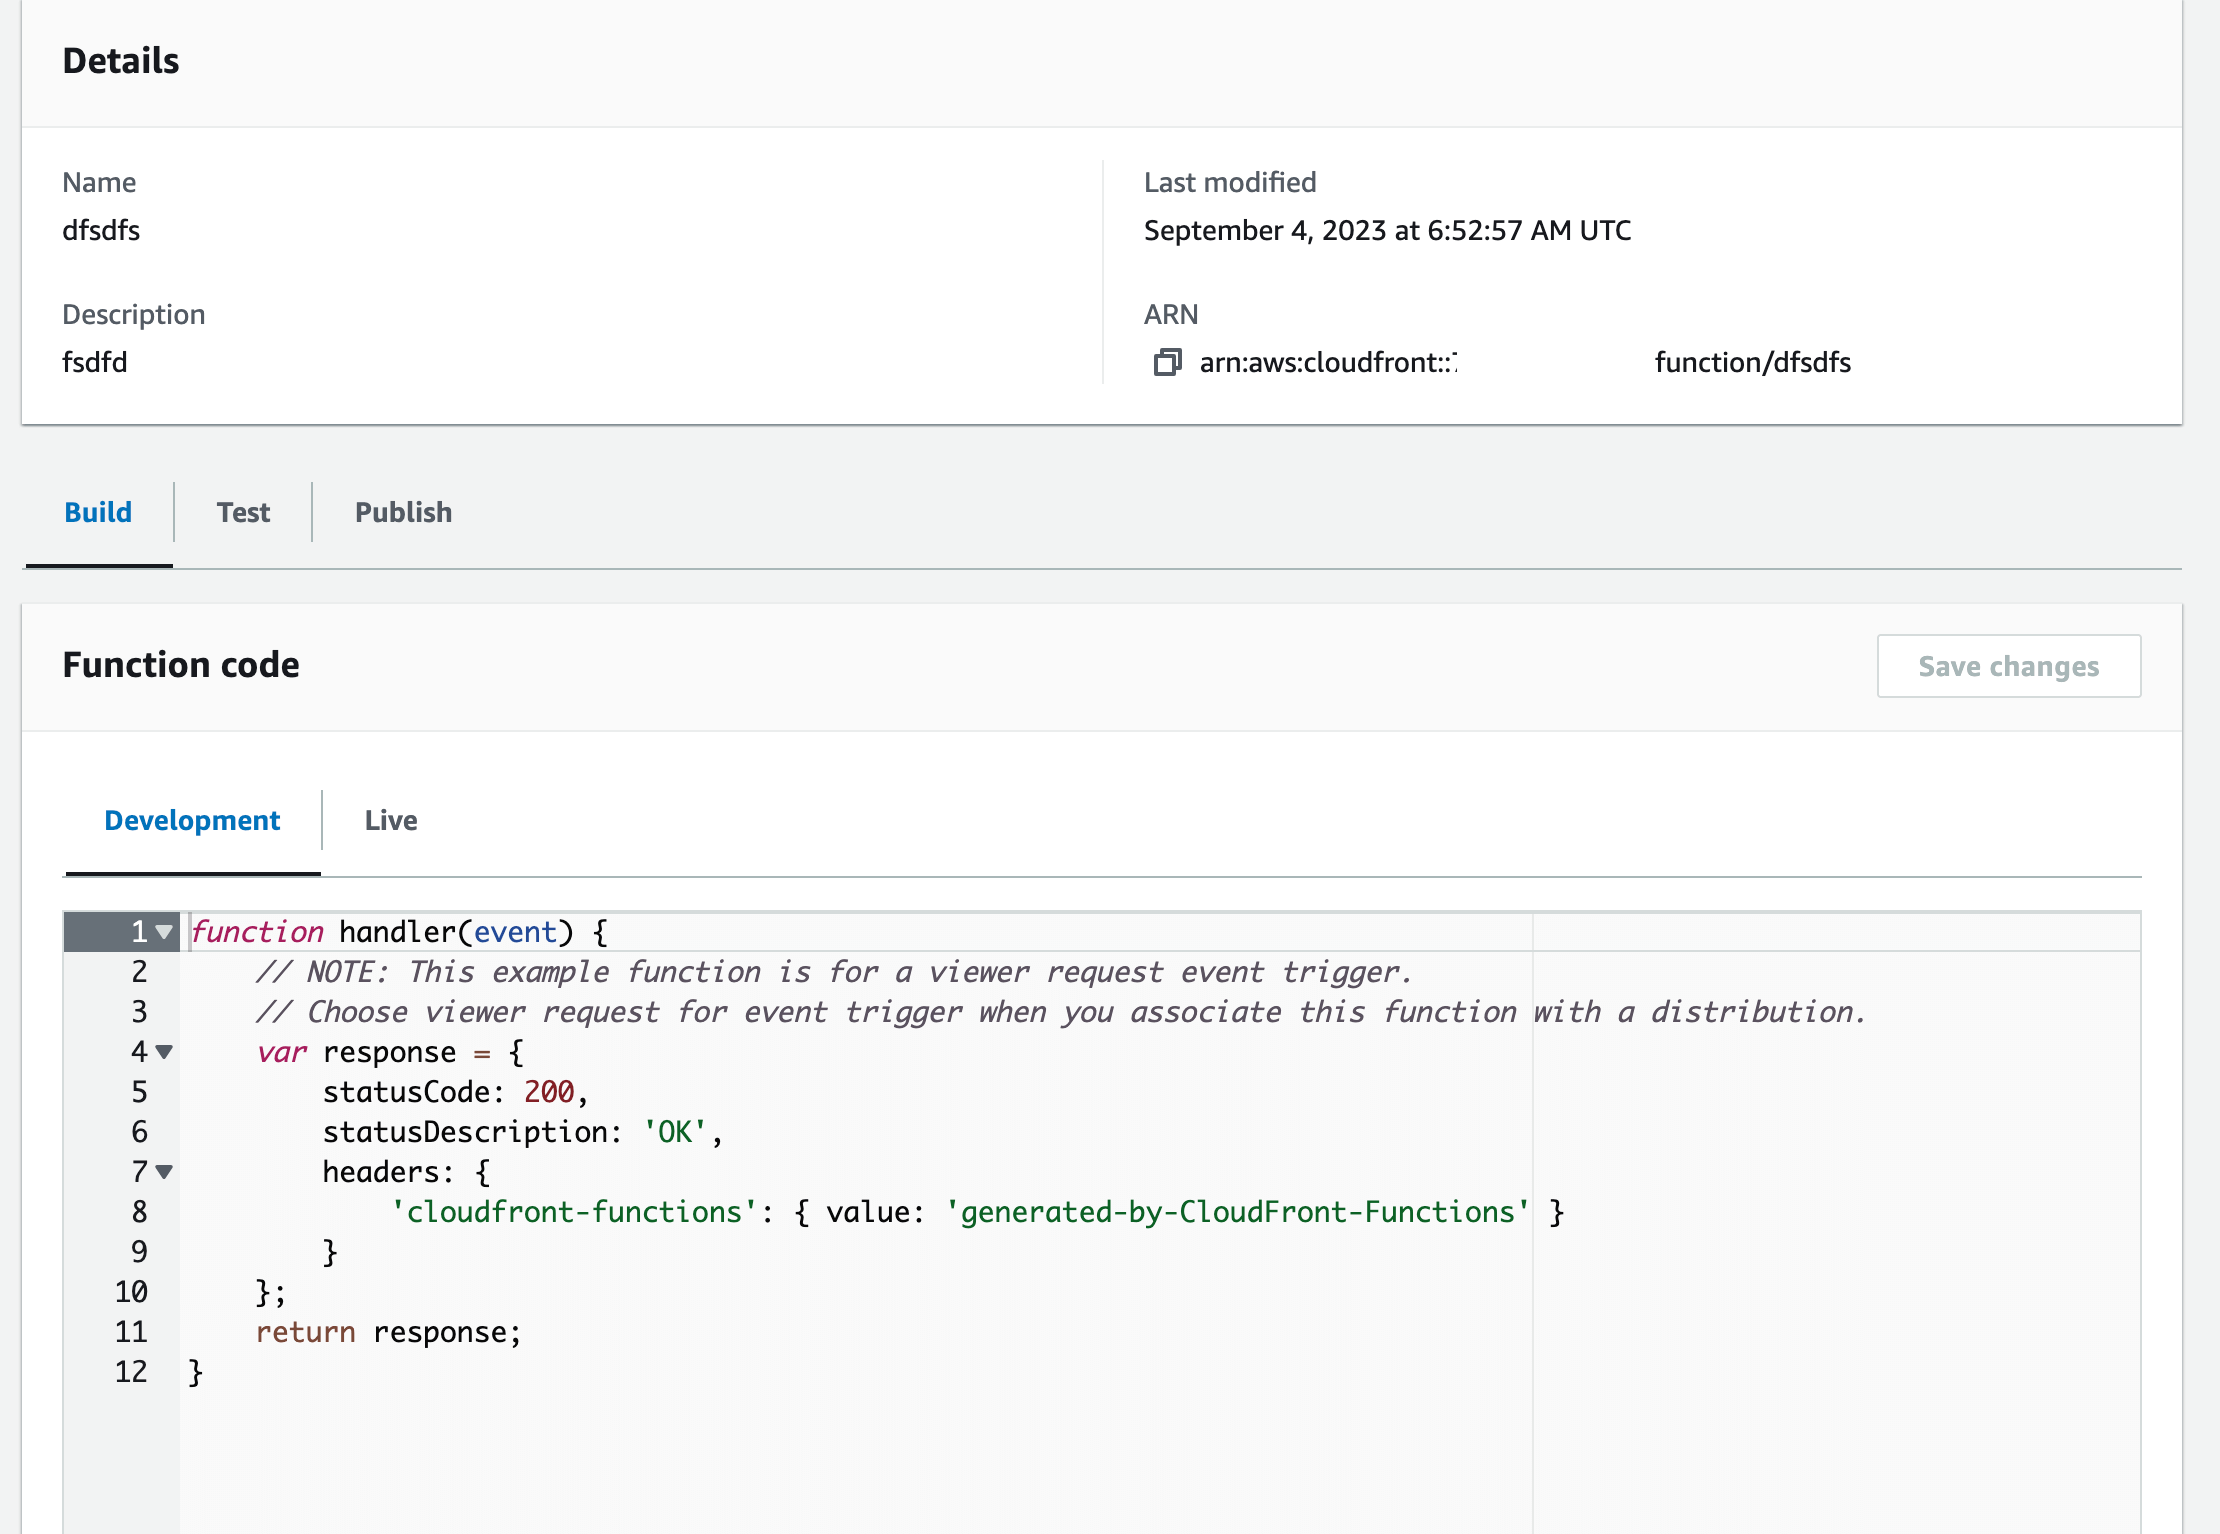 Details
Name
dfsdfs
Last modified
September 4, 2023 at 6:52:57 AM UTC
Description
fsdfd
ARN
arn:aws:cloudfront:: function/dfsdfs
Build
Test
Publish
Function code
Save changes
Development
Live
1 function handler(event) {
2     // NOTE: This example function is for a viewer request event trigger.
3     // Choose viewer request for event trigger when you associate this function with a distribution.
4     var response = {
5         statusCode: 200,
6         statusDescription: 'OK',
7         headers: {
8             'cloudfront-functions': { value: 'generated-by-CloudFront-Functions' }
9         }
10     };
11     return response;
12 }